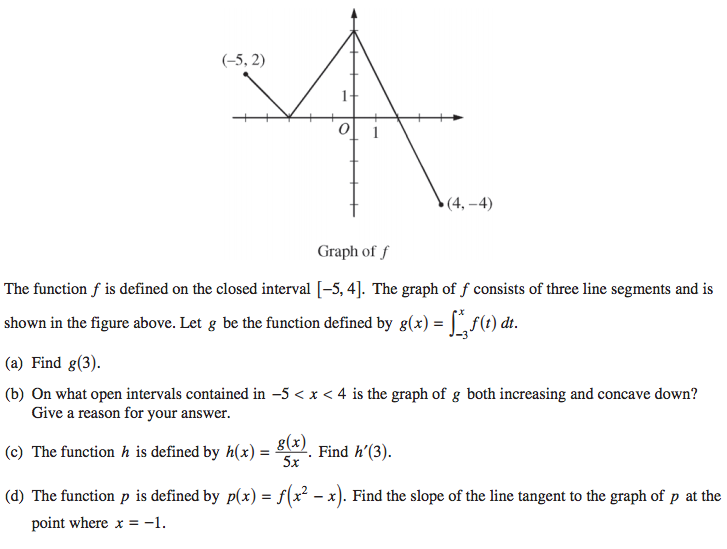 (−5, 2)
1
O 1
(4, −4)
Graph of f
The function f is defined on the closed interval [−5, 4]. The graph of f consists of three line segments and is
shown in the figure above. Let g be the function defined by g(x) = ∫₋₃ˣ f(t) dt.
(a) Find g(3).
(b) On what open intervals contained in −5 < x < 4 is the graph of g both increasing and concave down?
Give a reason for your answer.
(c) The function h is defined by h(x) = g(x)/5x. Find h′(3).
(d) The function p is defined by p(x) = f(x² − x). Find the slope of the line tangent to the graph of p at the
point where x = −1.